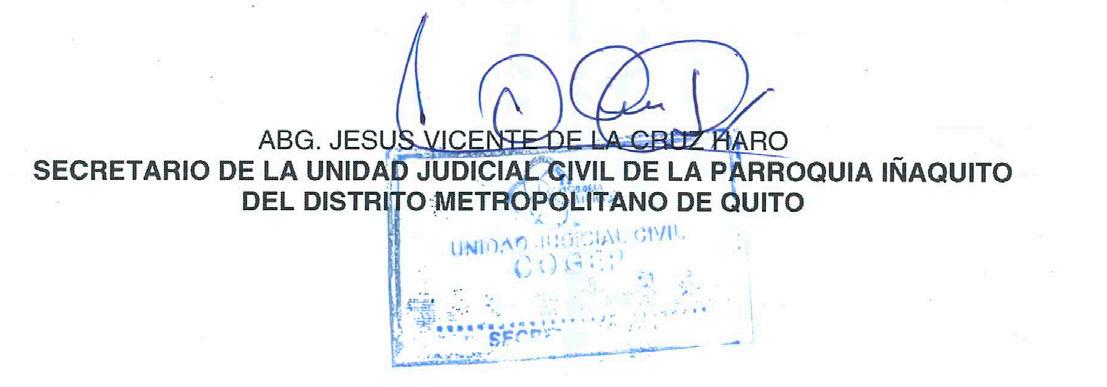 ABG. JESUS VICENTE DE LA CRUZ HARO
SECRETARIO DE LA UNIDAD JUDICIAL CIVIL DE LA PARROQUIA IÑAQUITO
DEL DISTRITO METROPOLITANO DE QUITO
UNIDAD JUDICIAL CIVIL
COGEP